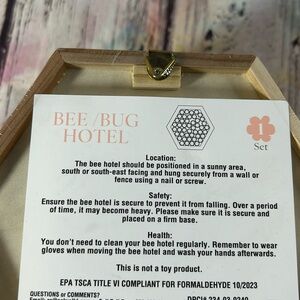 BEE /BUG
HOTEL
1
Set
Location:
The bee hotel should be positioned in a sunny area,
south or south-east facing and hung securely from a wall or
fence using a nail or screw.
Safety:
Ensure the bee hotel is secure to prevent it from falling. Over a period
of time, it may become heavy. Please make sure it is secure and
placed on a firm base.
Health:
You don't need to clean your bee hotel regularly. Remember to wear
gloves when moving the bee hotel and wash your hands afterwards.
This is not a toy product.
EPA TSCA TITLE VI COMPLIANT FOR FORMALDEHYDE 10/2023
QUESTIONS or COMMENTS?